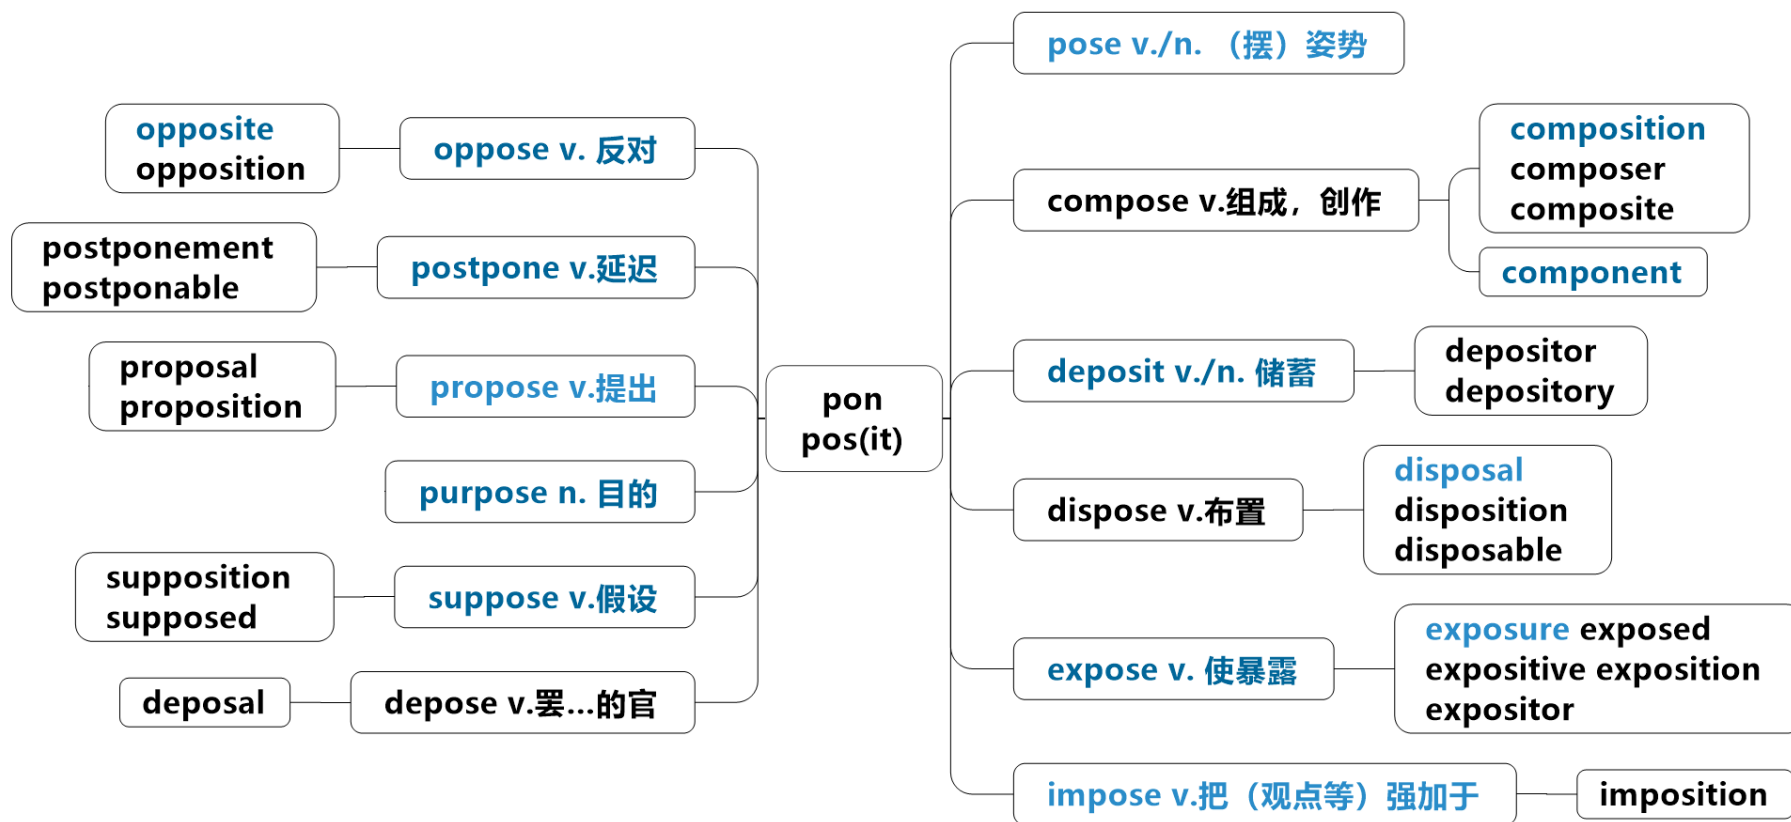 pon
pos(it)
pose v./n. （摆）姿势
compose v.组成，创作
composition
composer
composite
component
deposit v./n. 储蓄
depositor
depository
dispose v.布置
disposal
disposition
disposable
expose v. 使暴露
exposure exposed
expositive exposition
expositor
impose v.把（观点等）强加于
imposition
oppose v. 反对
opposite
opposition
postpone v.延迟
postponement
postponable
propose v.提出
proposal
proposition
purpose n. 目的
suppose v.假设
supposition
supposed
depose v.罢...的官
deposal